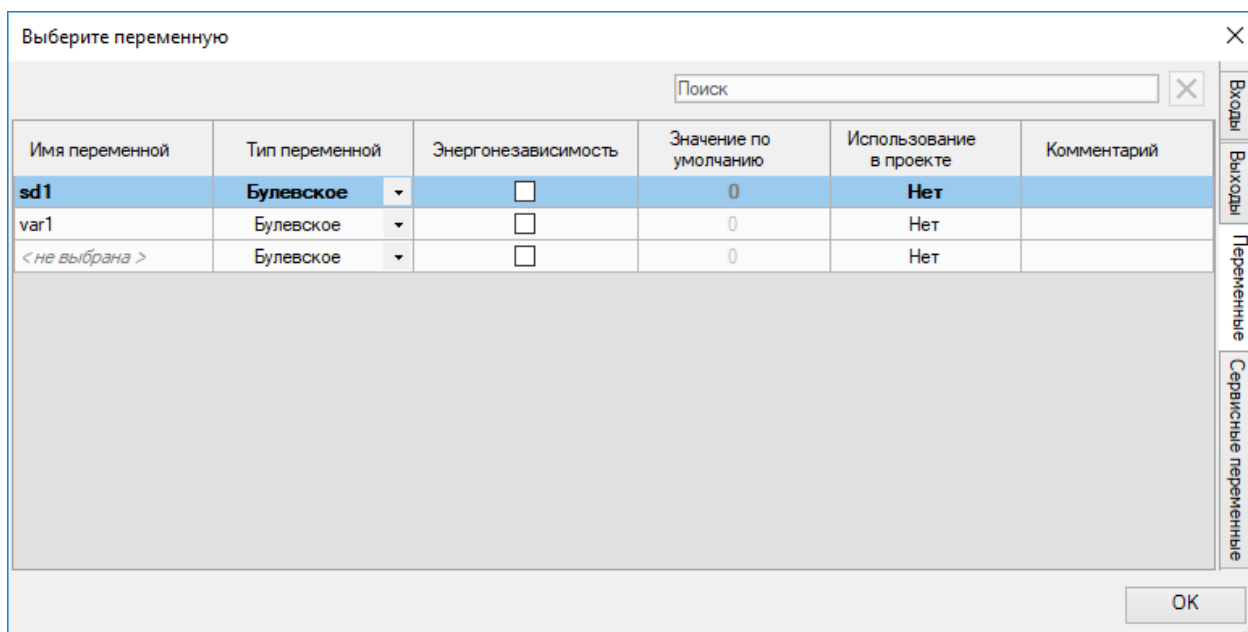 Выберите переменную
Поиск
Имя переменной Тип переменной Энергонезависимость Значение по умолчанию Использование в проекте Комментарий
sd1 Булевское 0 Нет
var1 Булевское 0 Нет
< не выбрана > Булевское 0 Нет
Входы
Выходы
Переменные
Сервисные переменные
OK